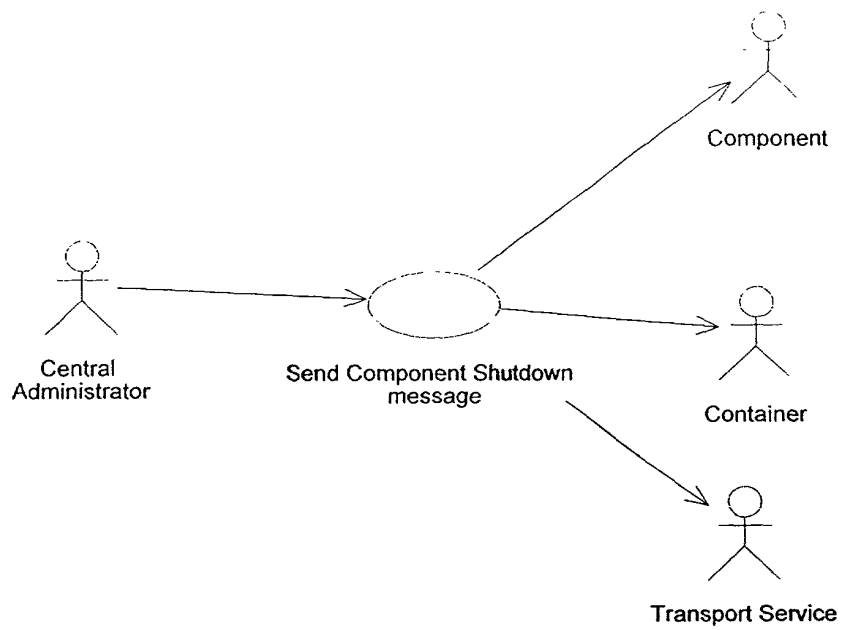 Component
Central
Administrator
Send Component Shutdown
message
Container
Transport Service